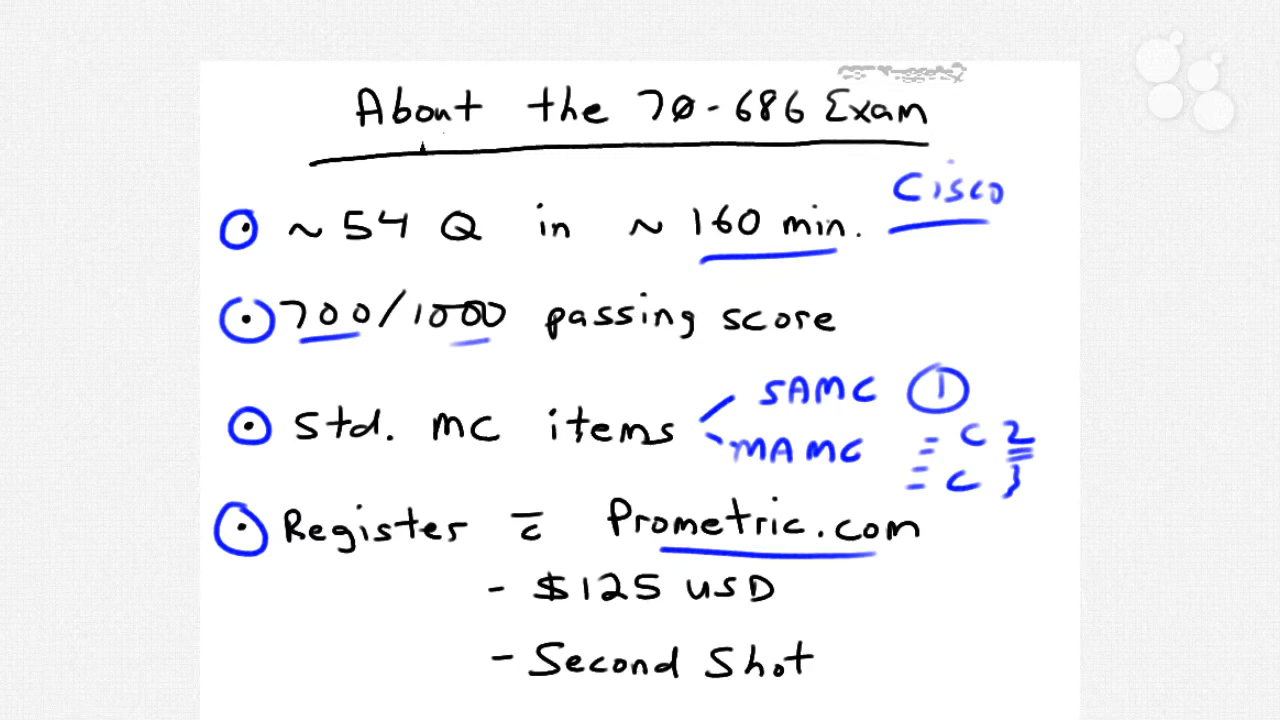 About the 70-686 Exam
Cisco
~ 54 Q in ~ 160 min.
700/1000 passing score
SAMC 1
Std. MC items
MAMC C 2
C 3
Register c̅ Prometric.com
- $125 USD
- Second Shot